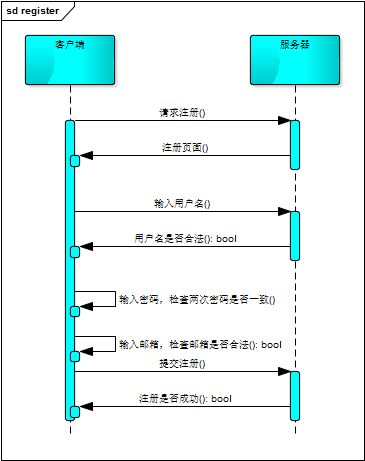 sd register
客户端
服务器
请求注册()
注册页面()
输入用户名()
用户名是否合法(): bool
输入密码，检查两次密码是否一致()
输入邮箱，检查邮箱是否合法(): bool
提交注册()
注册是否成功(): bool